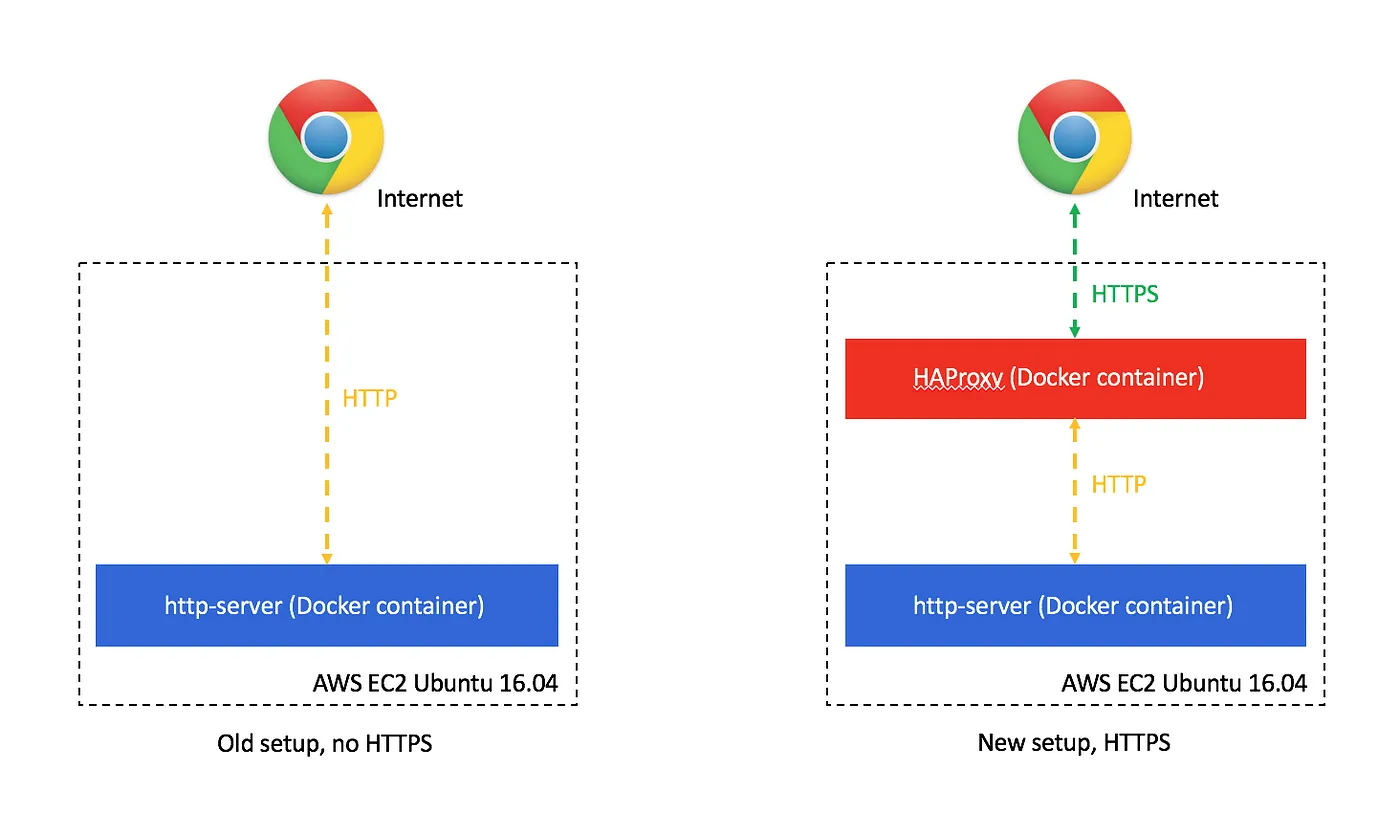 Internet
HTTP
http-server (Docker container)
AWS EC2 Ubuntu 16.04
Old setup, no HTTPS
Internet
HTTPS
HAProxy (Docker container)
HTTP
http-server (Docker container)
AWS EC2 Ubuntu 16.04
New setup, HTTPS